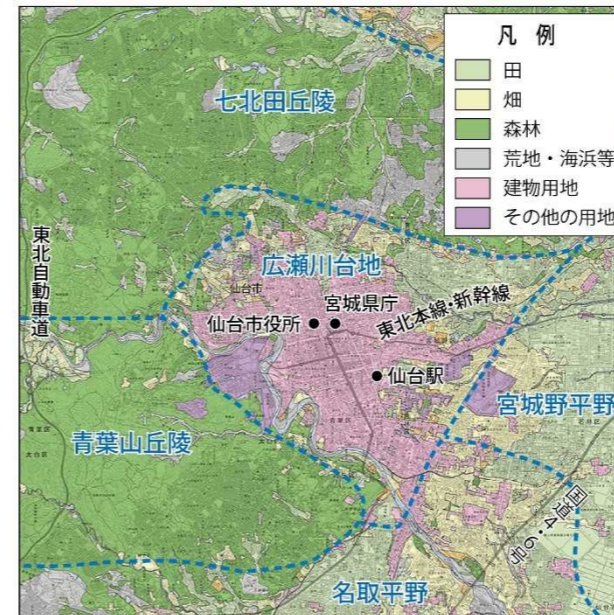 凡 例
田
畑
森林
荒地・海浜等
建物用地
その他の用地
七北田丘陵
東北自動車道
広瀬川台地
仙台市
宮城県庁
仙台市役所
東北本線・新幹線
仙台駅
宮城野平野
青葉山丘陵
国道4・6号
名取平野